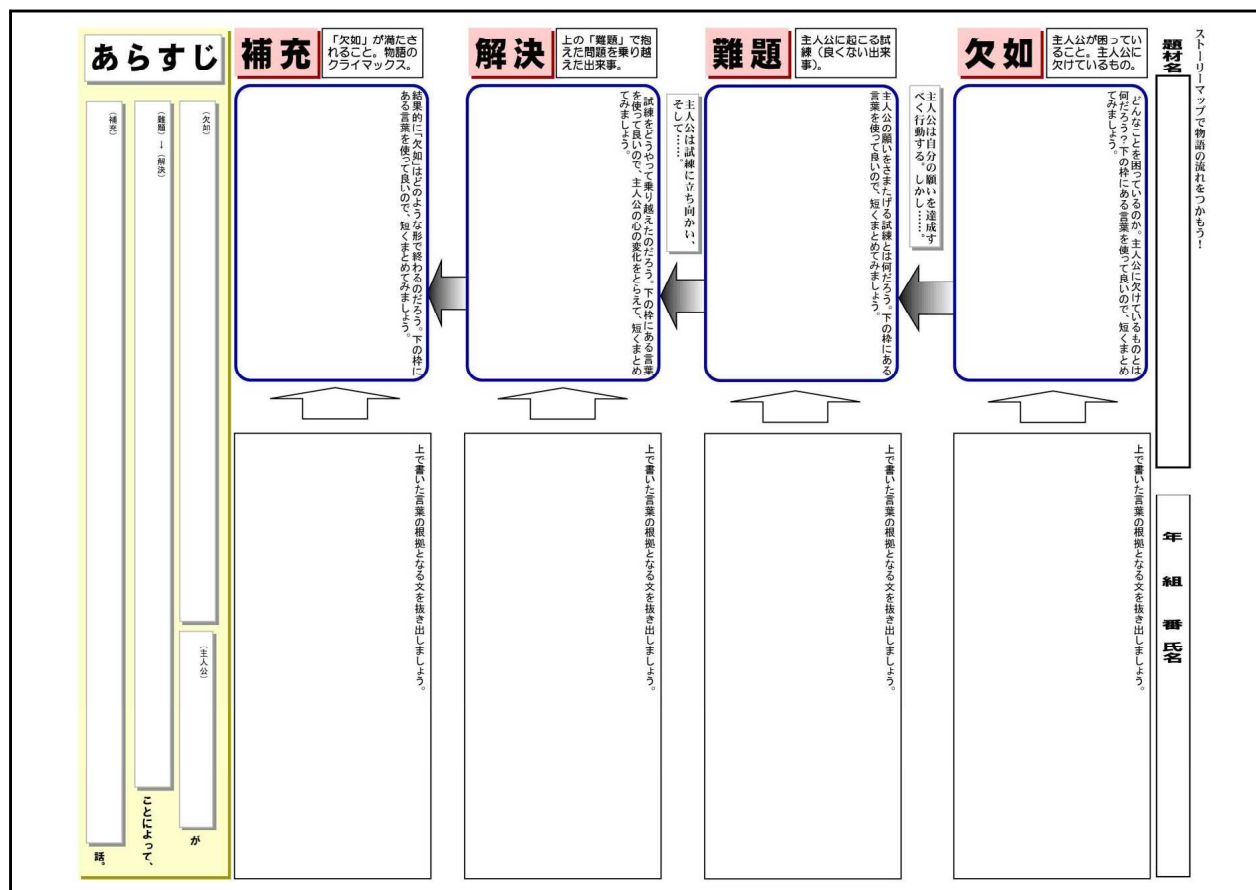 ストーリーマップで物語の流れをつかもう！
題材名
年　組　番 氏名
欠如
主人公が困ってい
ること。主人公に
欠けているもの。
どんなことを困っているのか。主人公に欠けているものとは
何だろう？下の枠にある言葉を使って良いので、短くまとめ
てみましょう。
上で書いた言葉の根拠となる文を抜き出しましょう。
主人公は自分の願いを達成す
べく行動する。しかし……。
難題
主人公に起こる試
練（良くない出来
事）。
主人公の願いをさまたげる試練とは何だろう。下の枠にある
言葉を使って良いので、短くまとめてみましょう。
上で書いた言葉の根拠となる文を抜き出しましょう。
主人公は試練に立ち向かい、
そして……。
解決
上の「難題」で抱
えた問題を乗り越
えた出来事。
試練をどうやって乗り越えたのだろう。下の枠にある言葉
を使って良いので、主人公の心の変化をとらえて、短くまとめ
てみましょう。
上で書いた言葉の根拠となる文を抜き出しましょう。
補充
「欠如」が満たさ
れること。物語の
クライマックス。
結果的に「欠如」はどのような形で終わるのだろう。下の枠に
ある言葉を使って良いので、短くまとめてみましょう。
上で書いた言葉の根拠となる文を抜き出しましょう。
あらすじ
（欠如）
（主人公）
が
（難題）→（解決）
ことによって、
（補充）
話。